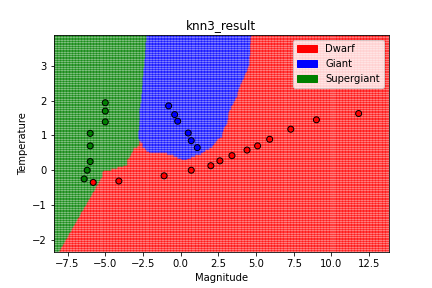 knn3_result
Dwarf
Giant
Supergiant
Temperature
3
2
1
0
−1
−2
−7.5 −5.0 −2.5 0.0 2.5 5.0 7.5 10.0 12.5
Magnitude